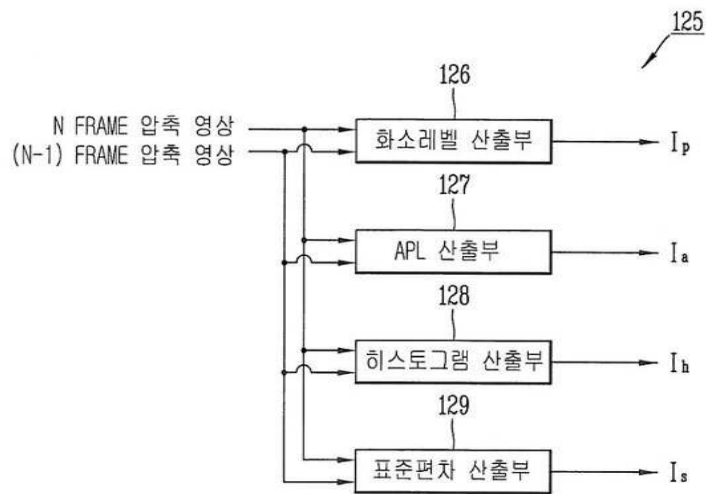 125
126
N FRAME 압축 영상
(N-1) FRAME 압축 영상
화소레벨 산출부
Ip
127
APL 산출부
Ia
128
히스토그램 산출부
Ih
129
표준편차 산출부
Is